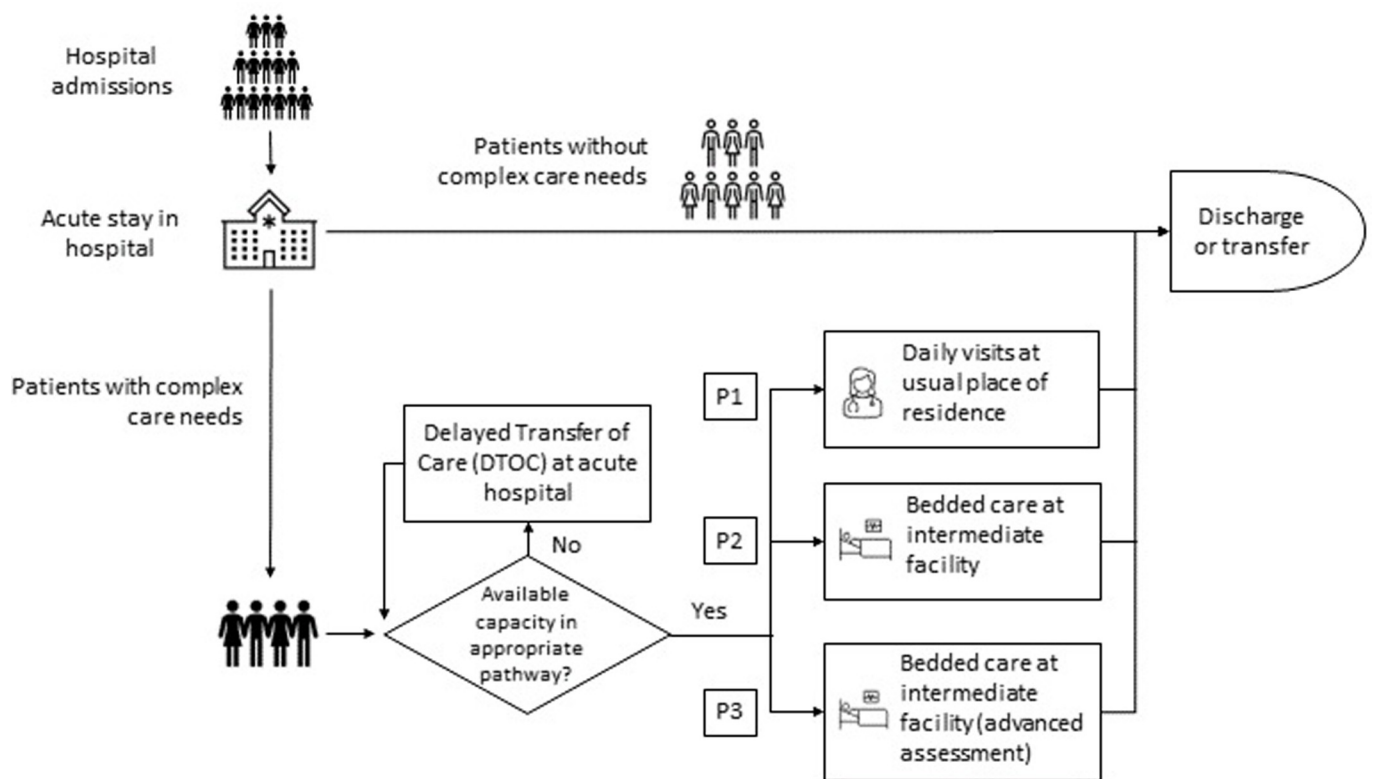 Hospital
admissions
Patients without
complex care needs
Acute stay in
hospital
Discharge
or transfer
Patients with complex
care needs
P1
Daily visits at
usual place of
residence
Delayed Transfer of
Care (DTOC) at acute
hospital
No
P2
Bedded care at
intermediate
facility
Available
capacity in
appropriate
pathway?
Yes
P3
Bedded care at
intermediate
facility (advanced
assessment)